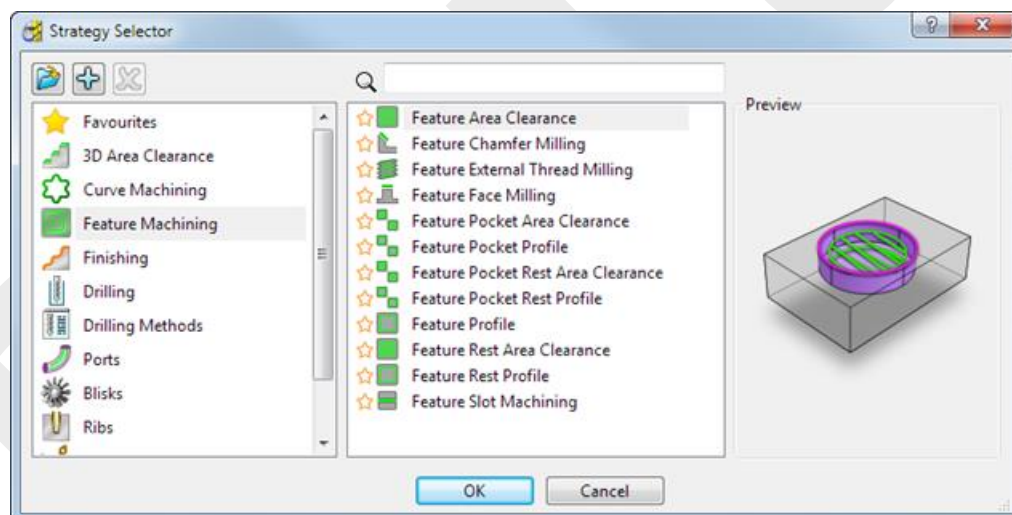 Strategy Selector
Favourites
3D Area Clearance
Curve Machining
Feature Machining
Finishing
Drilling
Drilling Methods
Ports
Blisks
Ribs
Feature Area Clearance
Feature Chamfer Milling
Feature External Thread Milling
Feature Face Milling
Feature Pocket Area Clearance
Feature Pocket Profile
Feature Pocket Rest Area Clearance
Feature Pocket Rest Profile
Feature Profile
Feature Rest Area Clearance
Feature Rest Profile
Feature Slot Machining
Preview
OK
Cancel